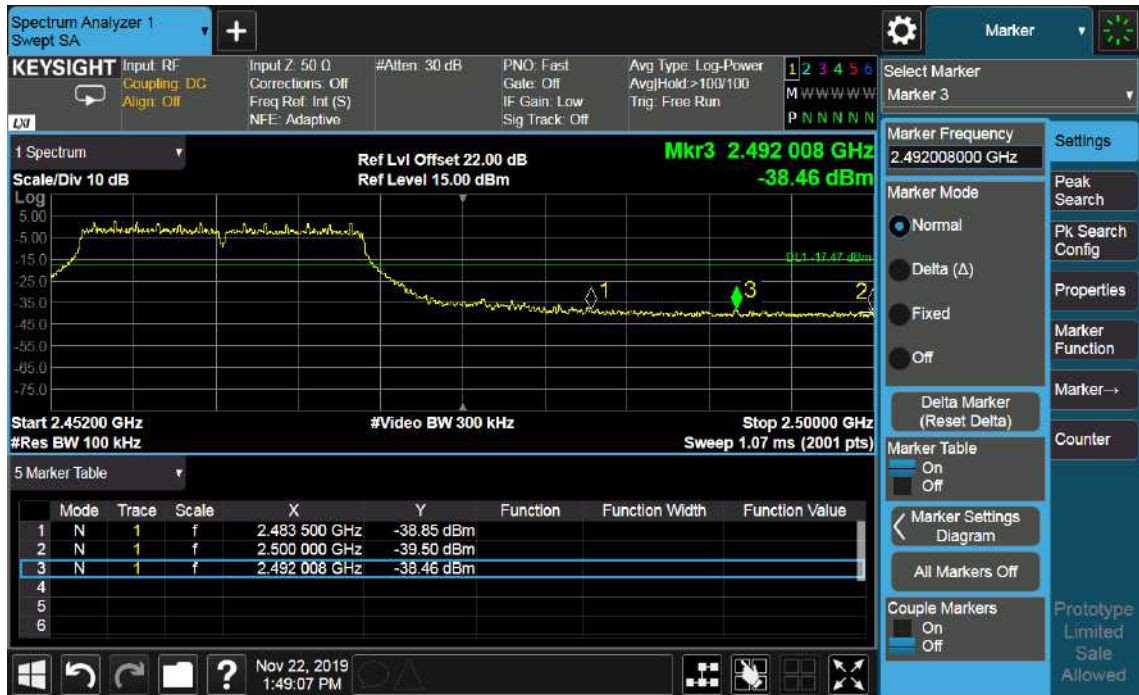 Spectrum Analyzer 1
Swept SA
Marker
KEYSIGHT
LXI
Input: RF
Coupling: DC
Align: Off
Input Z: 50 Ω
Corrections: Off
Freq Ref: Int (S)
NFE: Adaptive
#Atten: 30 dB
PNO: Fast
Gate: Off
IF Gain: Low
Sig Track: Off
Avg Type: Log-Power
Avg|Hold:>100/100
Trig: Free Run
1 2 3 4 5 6
M W W W W W
P N N N N N
Select Marker
Marker 3
1 Spectrum
Scale/Div 10 dB
Ref Lvl Offset 22.00 dB
Ref Level 15.00 dBm
Mkr3 2.492 008 GHz
-38.46 dBm
Log
5.00
-5.00
-15.0
-25.0
-35.0
-45.0
-55.0
-65.0
-75.0
DL1 -17.47 dBm
1
3
2
Start 2.45200 GHz
#Res BW 100 kHz
#Video BW 300 kHz
Stop 2.50000 GHz
Sweep 1.07 ms (2001 pts)
5 Marker Table
Mode Trace Scale X Y Function Function Width Function Value
1 N 1 f 2.483 500 GHz -38.85 dBm
2 N 1 f 2.500 000 GHz -39.50 dBm
3 N 1 f 2.492 008 GHz -38.46 dBm
4
5
6
Marker Frequency
2.492008000 GHz
Marker Mode
Normal
Delta (Δ)
Fixed
Off
Delta Marker
(Reset Delta)
Marker Table
On
Off
Marker Settings
Diagram
All Markers Off
Couple Markers
On
Off
Settings
Peak
Search
Pk Search
Config
Properties
Marker
Function
Marker→
Counter
Prototype
Limited
Sale
Allowed
?
Nov 22, 2019
1:49:07 PM